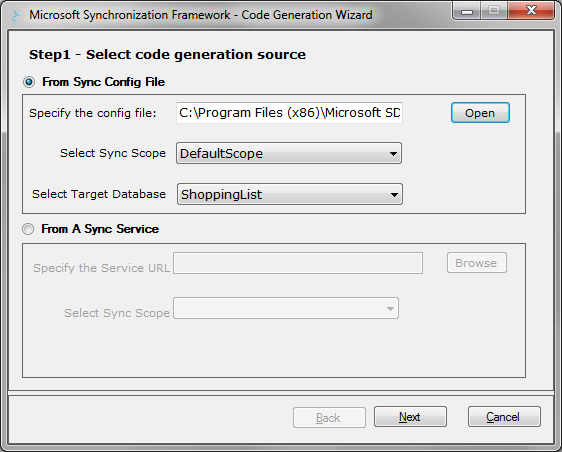 Microsoft Synchronization Framework - Code Generation Wizard
Step1 - Select code generation source
From Sync Config File
Specify the config file: C:\Program Files (x86)\Microsoft SD Open
Select Sync Scope DefaultScope
Select Target Database ShoppingList
From A Sync Service
Specify the Service URL Browse
Select Sync Scope
Back Next Cancel